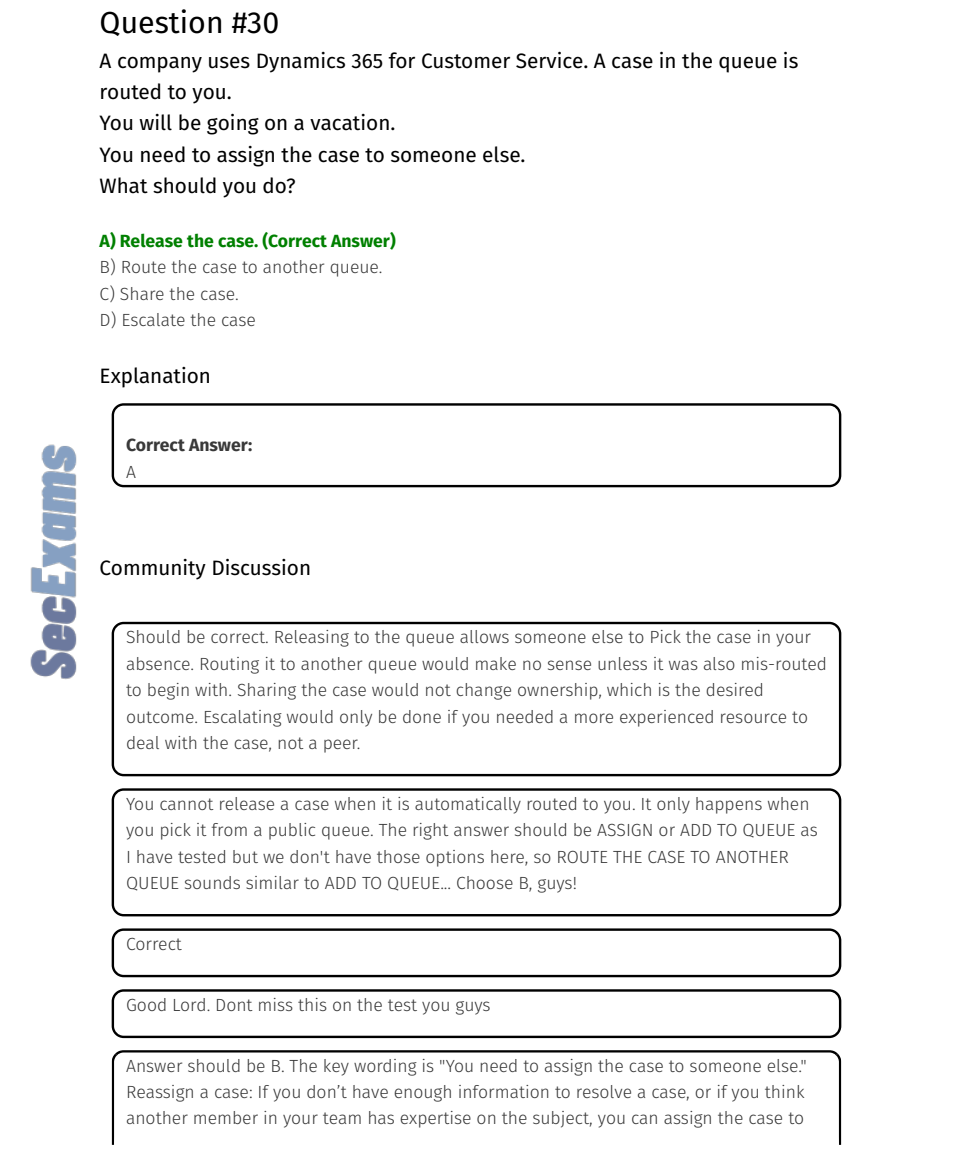 Question #30
A company uses Dynamics 365 for Customer Service. A case in the queue is
routed to you.
You will be going on a vacation.
You need to assign the case to someone else.
What should you do?
A) Release the case. (Correct Answer)
B) Route the case to another queue.
C) Share the case.
D) Escalate the case
Explanation
Correct Answer:
A
SecExams
Community Discussion
Should be correct. Releasing to the queue allows someone else to Pick the case in your
absence. Routing it to another queue would make no sense unless it was also mis-routed
to begin with. Sharing the case would not change ownership, which is the desired
outcome. Escalating would only be done if you needed a more experienced resource to
deal with the case, not a peer.
You cannot release a case when it is automatically routed to you. It only happens when
you pick it from a public queue. The right answer should be ASSIGN or ADD TO QUEUE as
I have tested but we don't have those options here, so ROUTE THE CASE TO ANOTHER
QUEUE sounds similar to ADD TO QUEUE... Choose B, guys!
Correct
Good Lord. Dont miss this on the test you guys
Answer should be B. The key wording is "You need to assign the case to someone else."
Reassign a case: If you don’t have enough information to resolve a case, or if you think
another member in your team has expertise on the subject, you can assign the case to